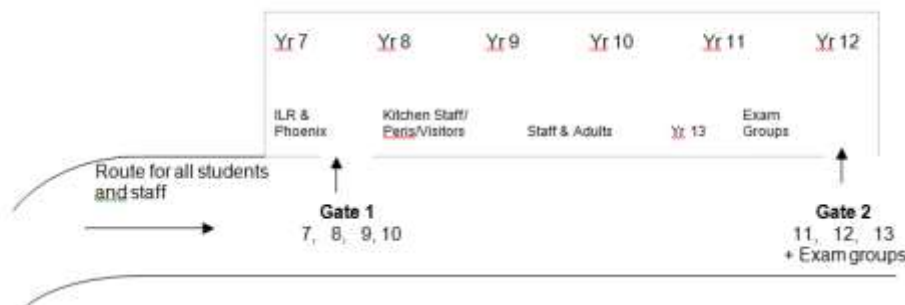 Yr 7 Yr 8 Yr 9 Yr 10 Yr 11 Yr 12
ILR &
Phoenix
Kitchen Staff/
Peris/Visitors
Staff & Adults
Yr 13
Exam
Groups
Route for all students
and staff
Gate 1
7, 8, 9, 10
Gate 2
11, 12, 13
+ Exam groups